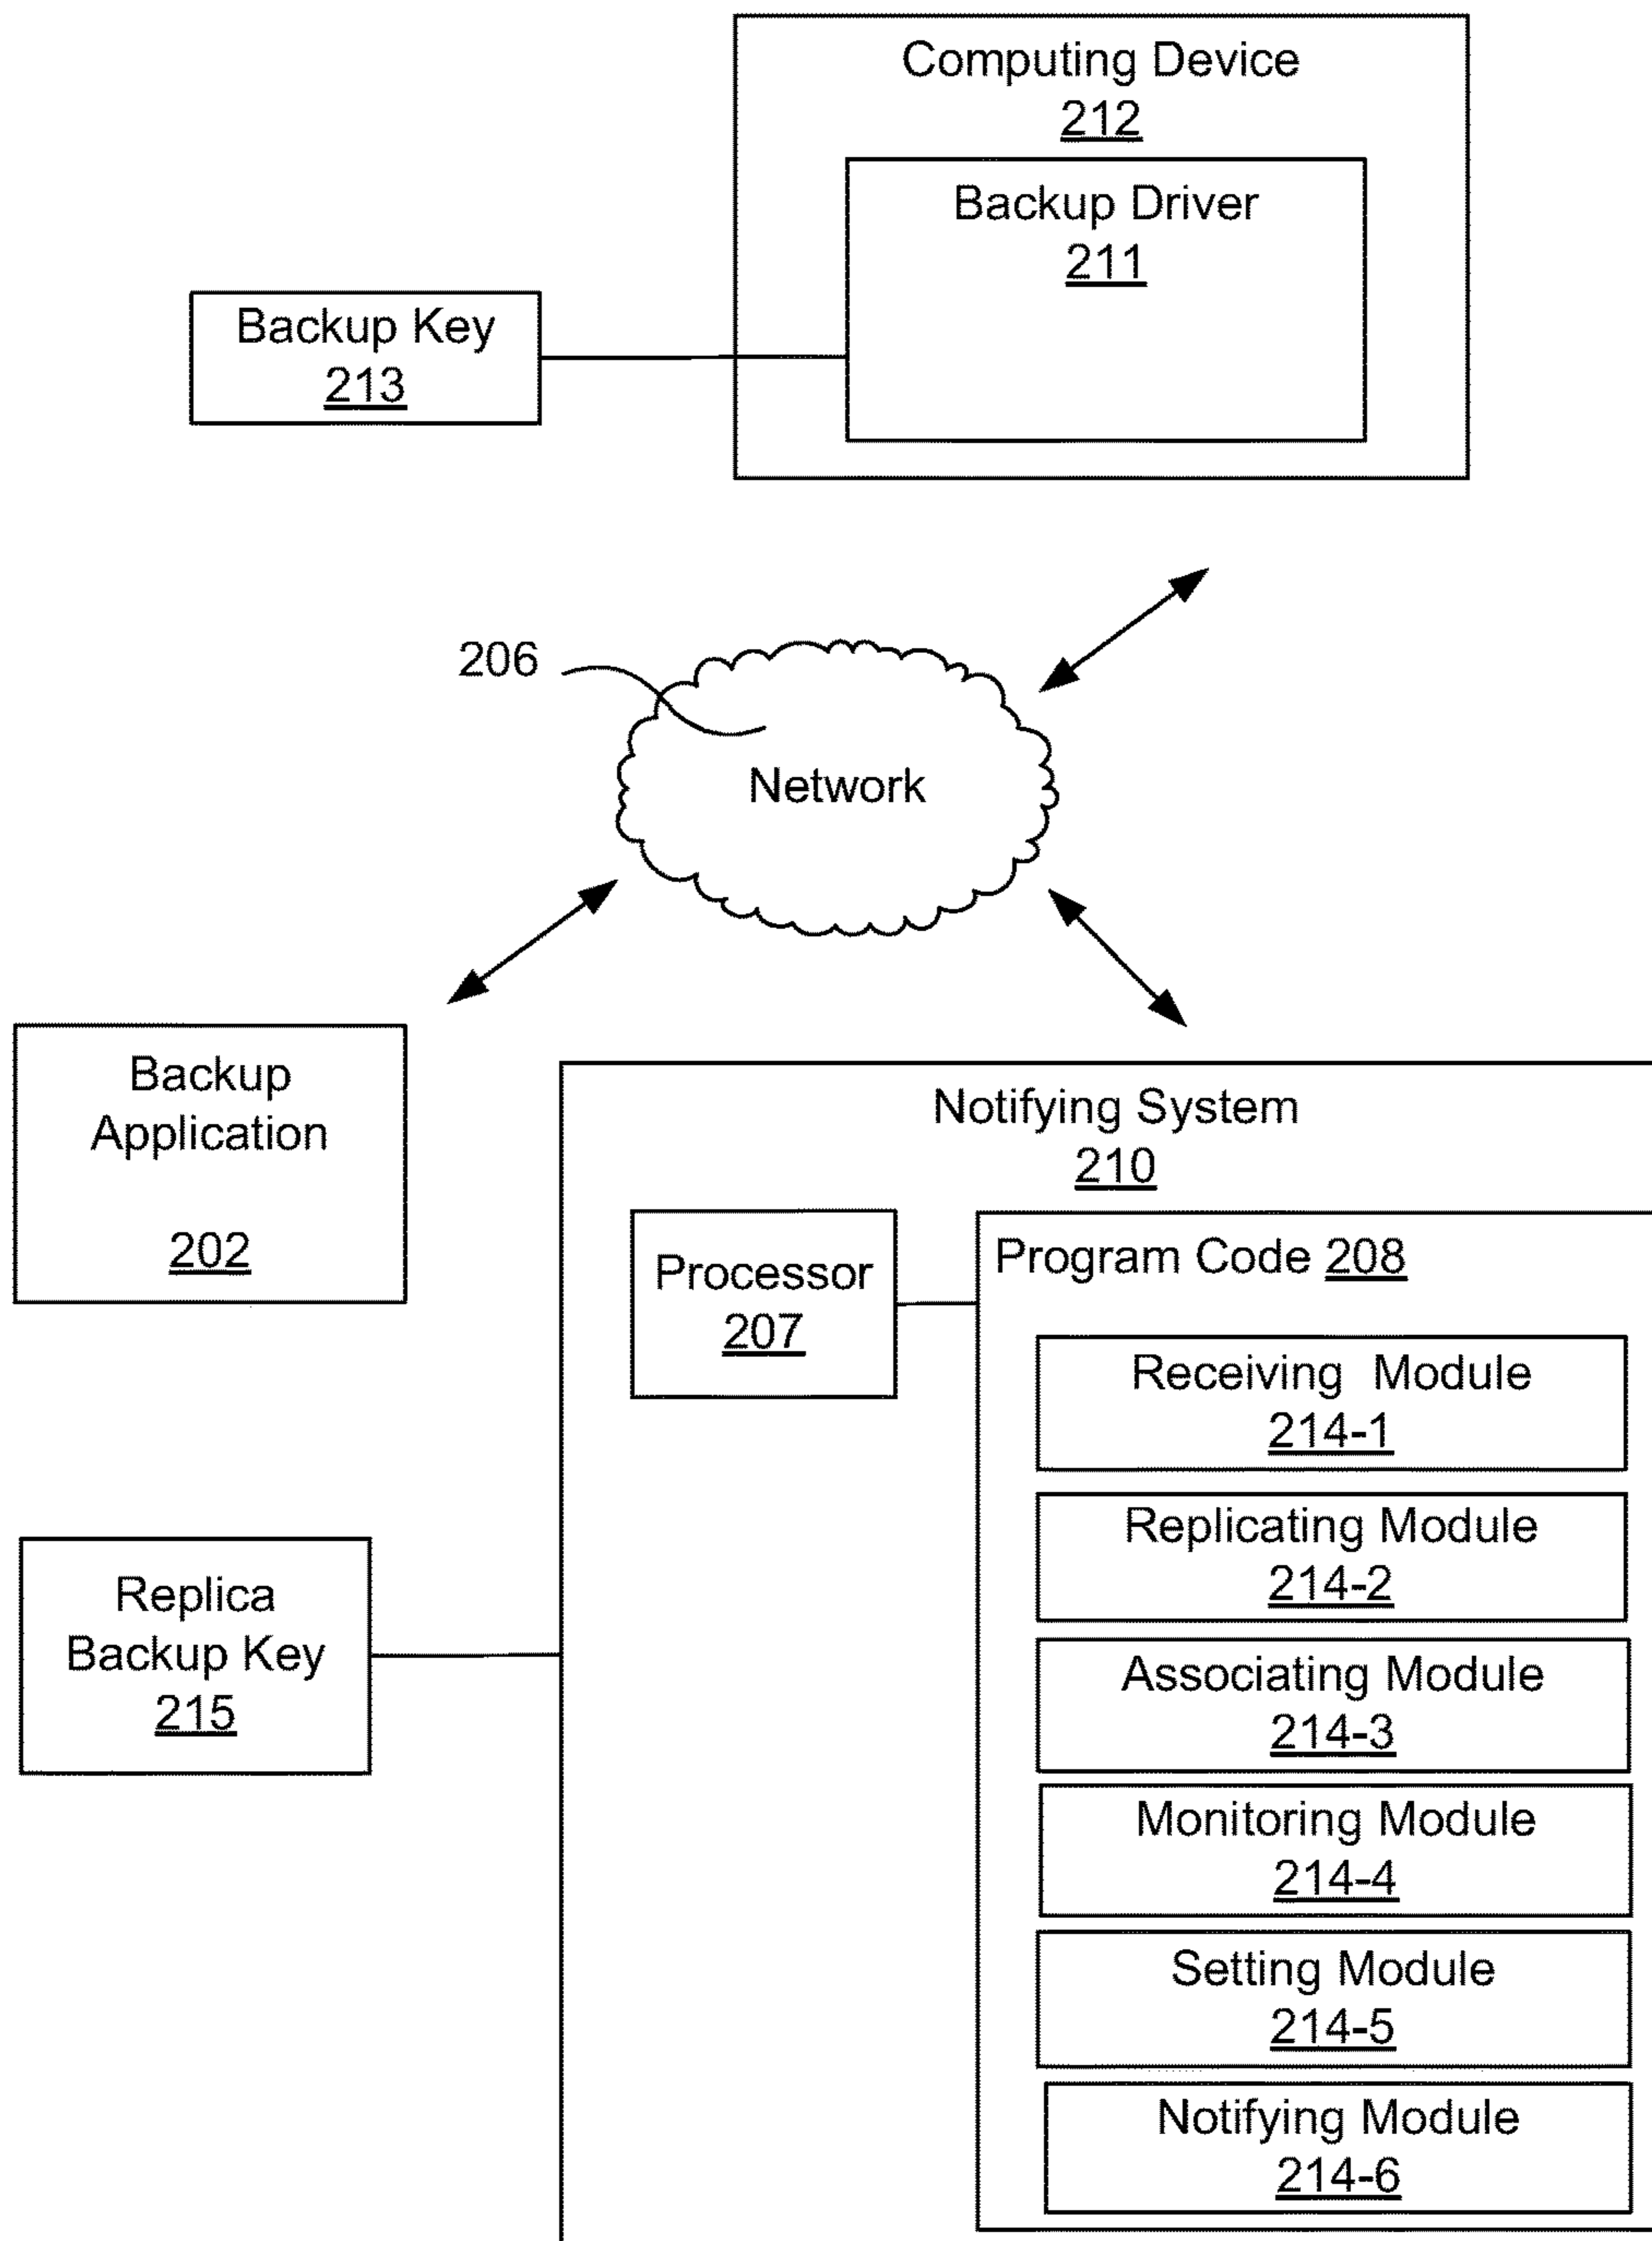 Computing Device
212
Backup Driver
211
Backup Key
213
206
Network
Backup
Application
202
Notifying System
210
Processor
207
Program Code 208
Receiving Module
214-1
Replicating Module
214-2
Replica
Backup Key
215
Associating Module
214-3
Monitoring Module
214-4
Setting Module
214-5
Notifying Module
214-6